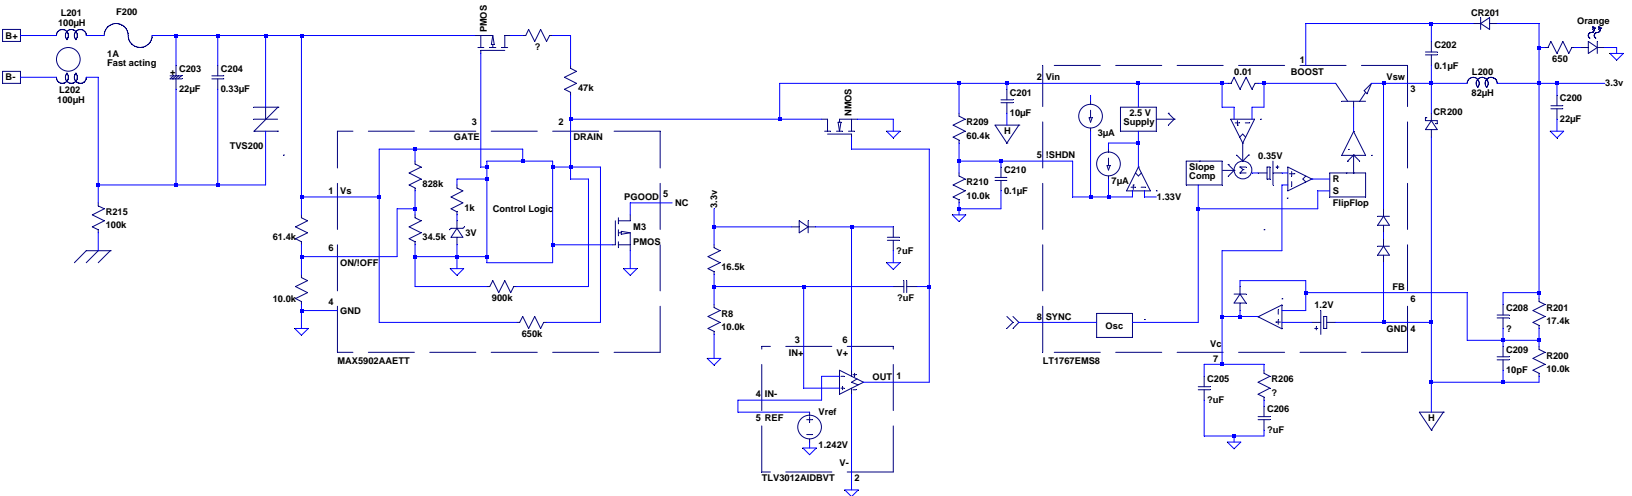 L201
100µH
F200
B+
1A
Fast acting
B-
L202
100µH
C203
22µF
C204
0.33µF
TVS200
R215
100k
PMOS
?
47k
3
GATE
2
DRAIN
1
Vs
828k
1k
3V
34.5k
Control Logic
PGOOD
5
NC
M3
PMOS
61.4k
6
ON/!OFF
10.0k
4
GND
900k
650k
MAX5902AAETT
NMOS
3.3v
16.5k
R8
10.0k
?uF
?uF
3
IN+
6
V+
OUT
1
4
IN-
5
REF
Vref
1.242V
V-
2
TLV3012AIDBVT
R209
60.4k
C201
10µF
H
R210
10.0k
C210
0.1µF
2
Vin
5
!SHDN
3µA
2.5 V
Supply
7µA
1.33V
Slope
Comp
Σ
0.01
0.35V
R
S
FlipFlop
1
BOOST
Vsw
3
8
SYNC
Osc
1.2V
FB
6
GND
4
Vc
7
LT1767EMS8
C205
?uF
R206
?
C206
?uF
CR201
C202
0.1µF
Orange
650
L200
82µH
3.3v
C200
22µF
CR200
C208
?
R201
17.4k
C209
10pF
R200
10.0k
H